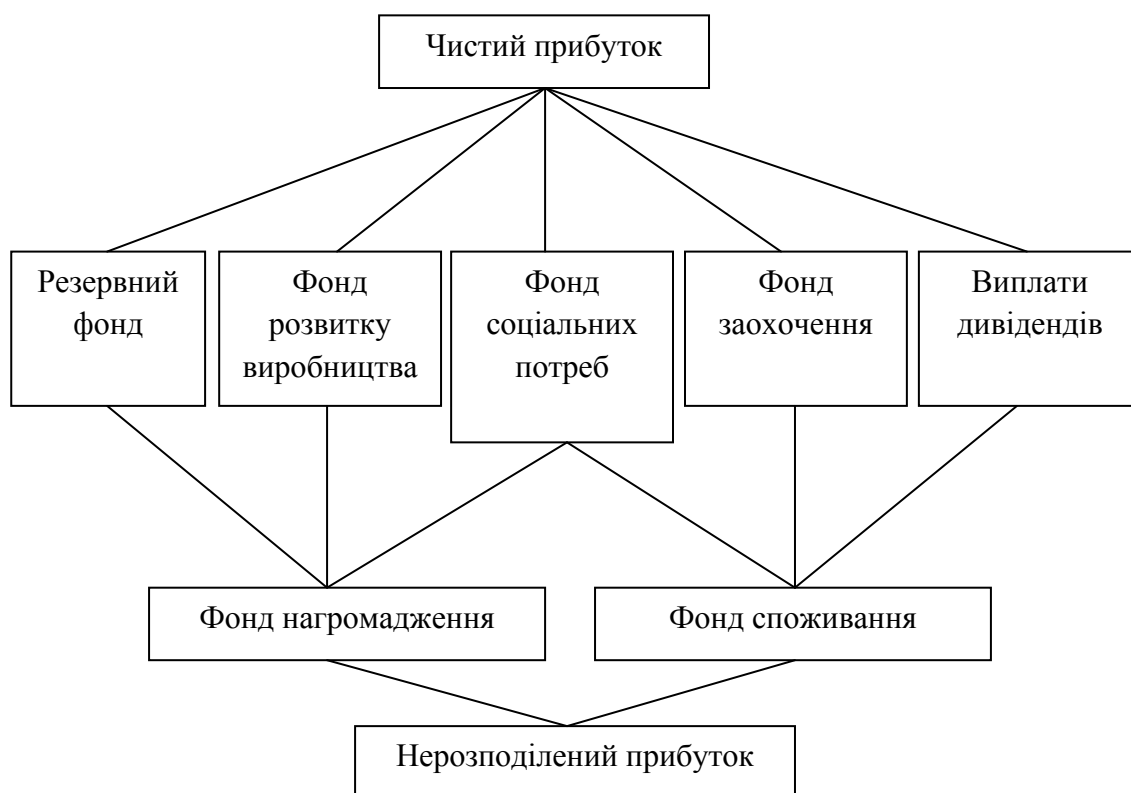 Чистий прибуток
Резервний
фонд
Фонд
розвитку
виробництва
Фонд
соціальних
потреб
Фонд
заохочення
Виплати
дивідендів
Фонд нагромадження
Фонд споживання
Нерозподілений прибуток